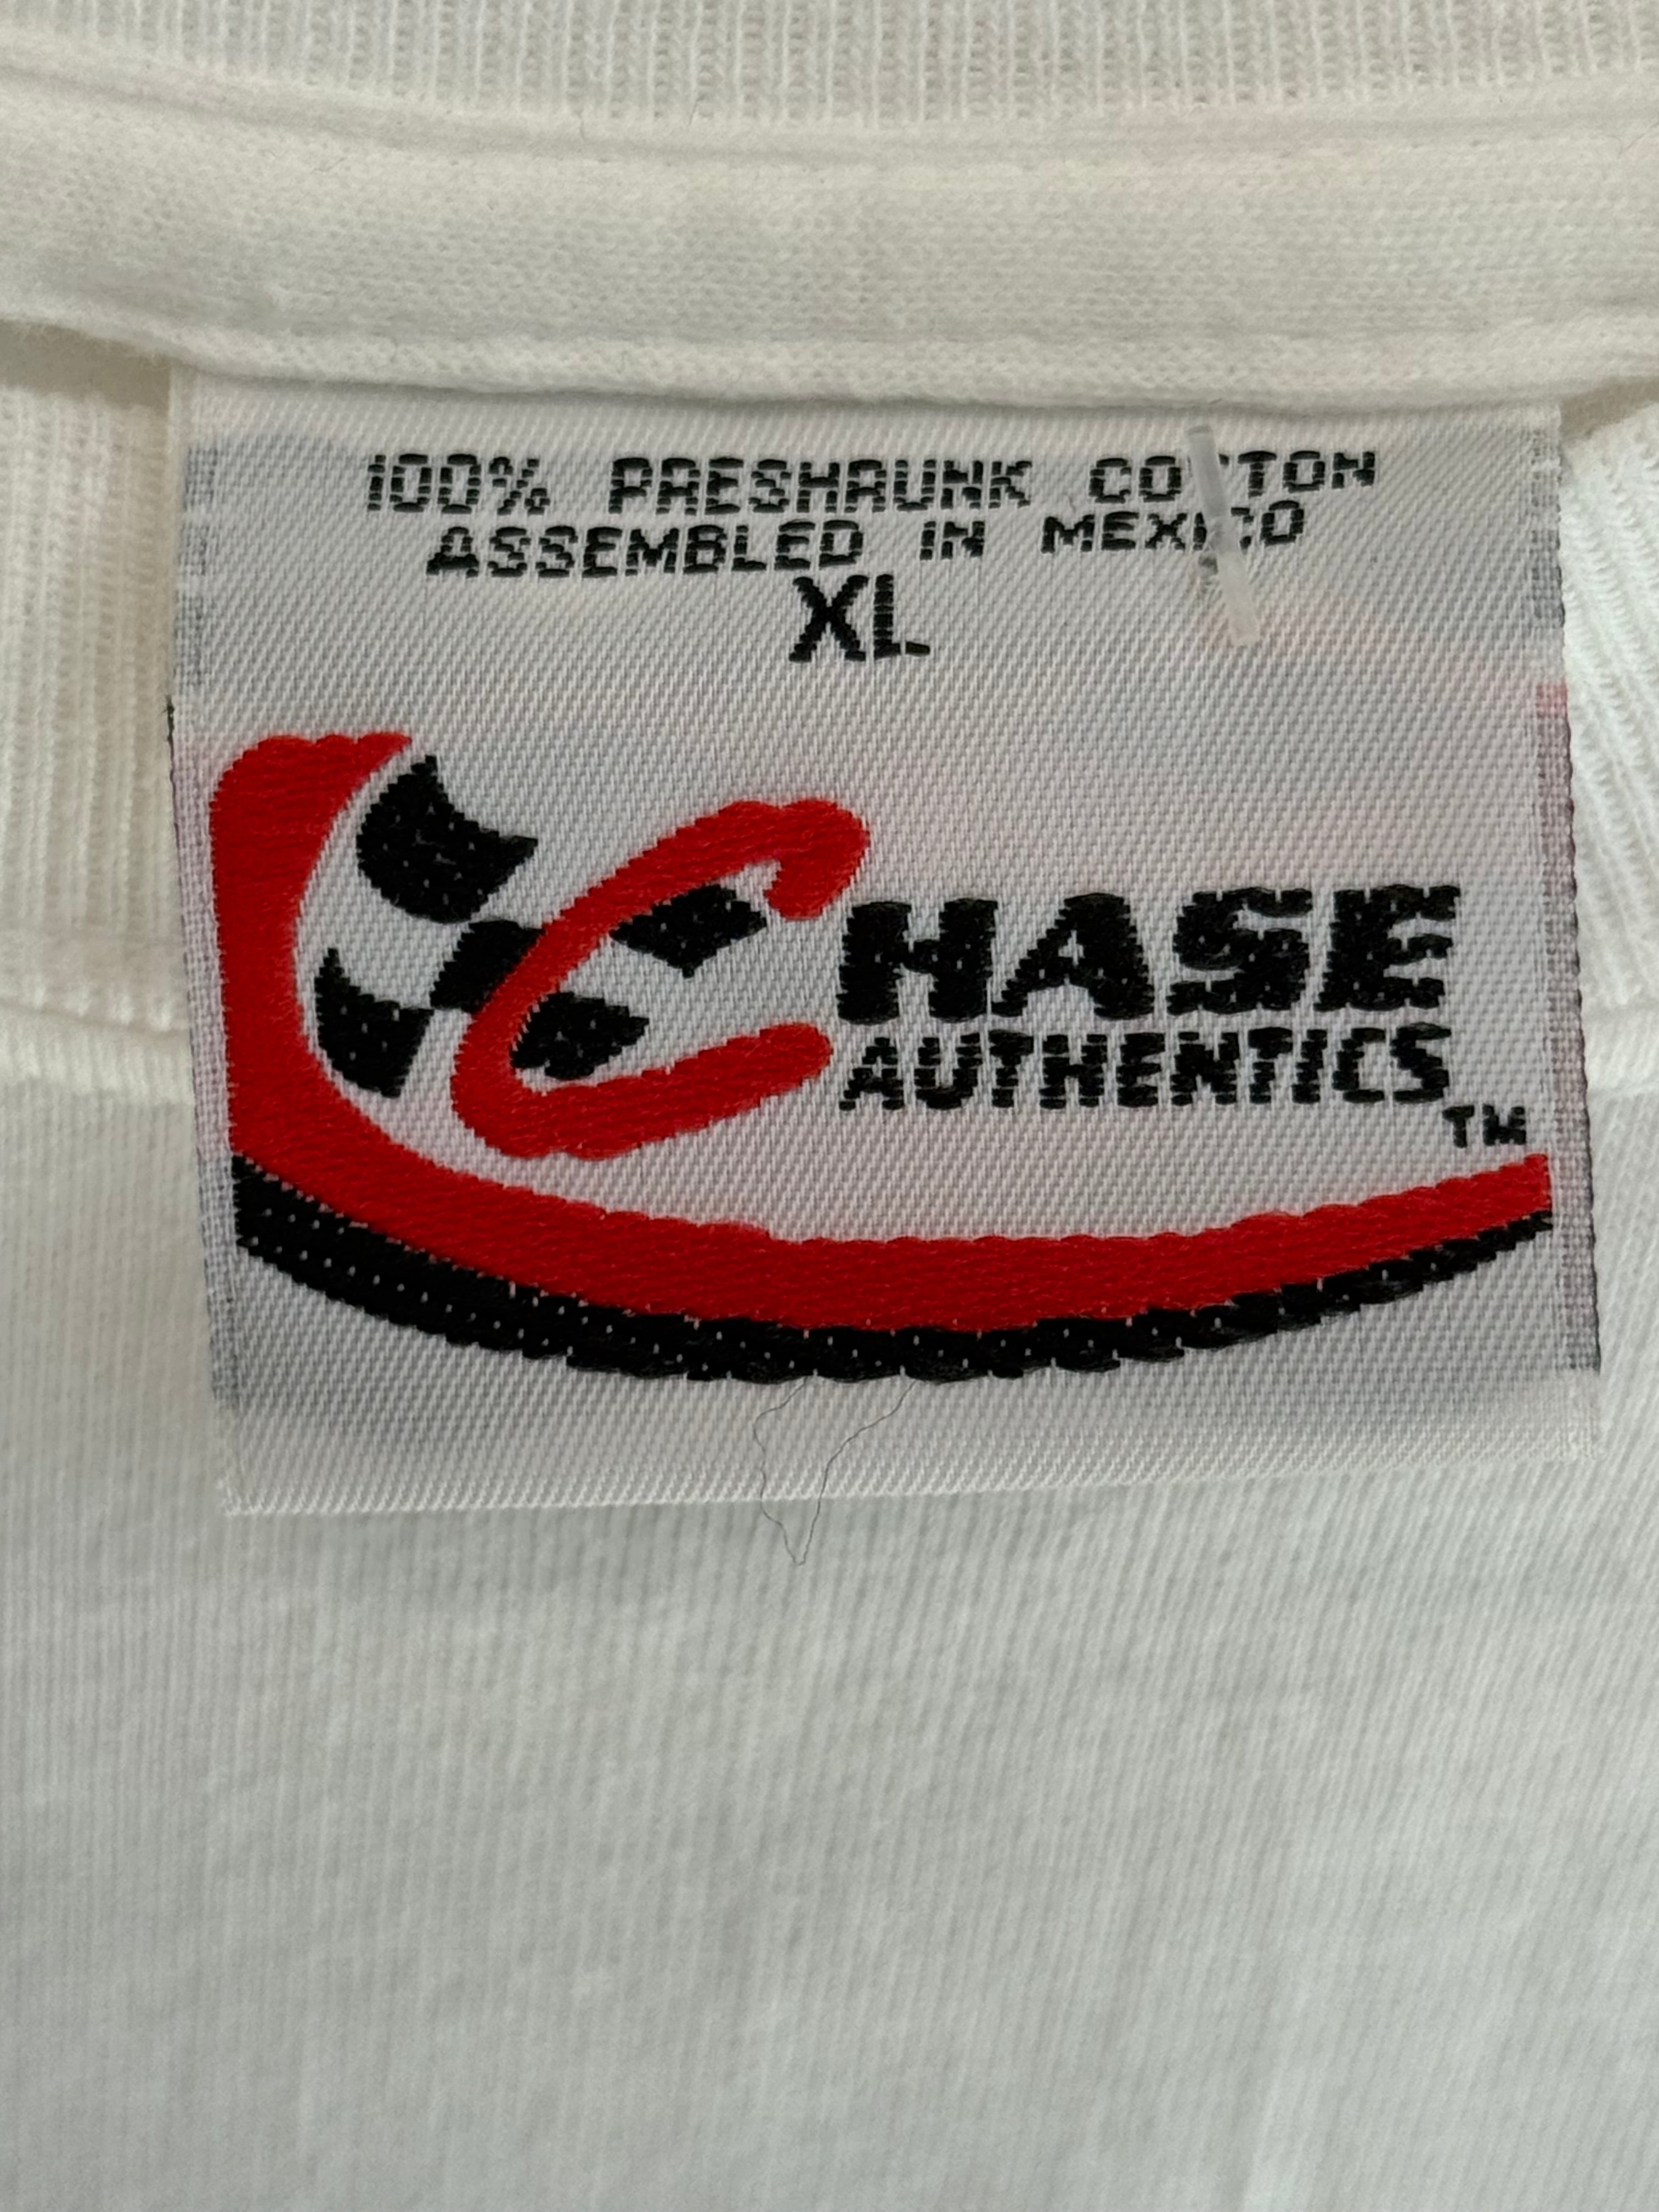 100% PRESHRUNK COTTON
ASSEMBLED IN MEXICO
XL
CHASE
AUTHENTICS
TM